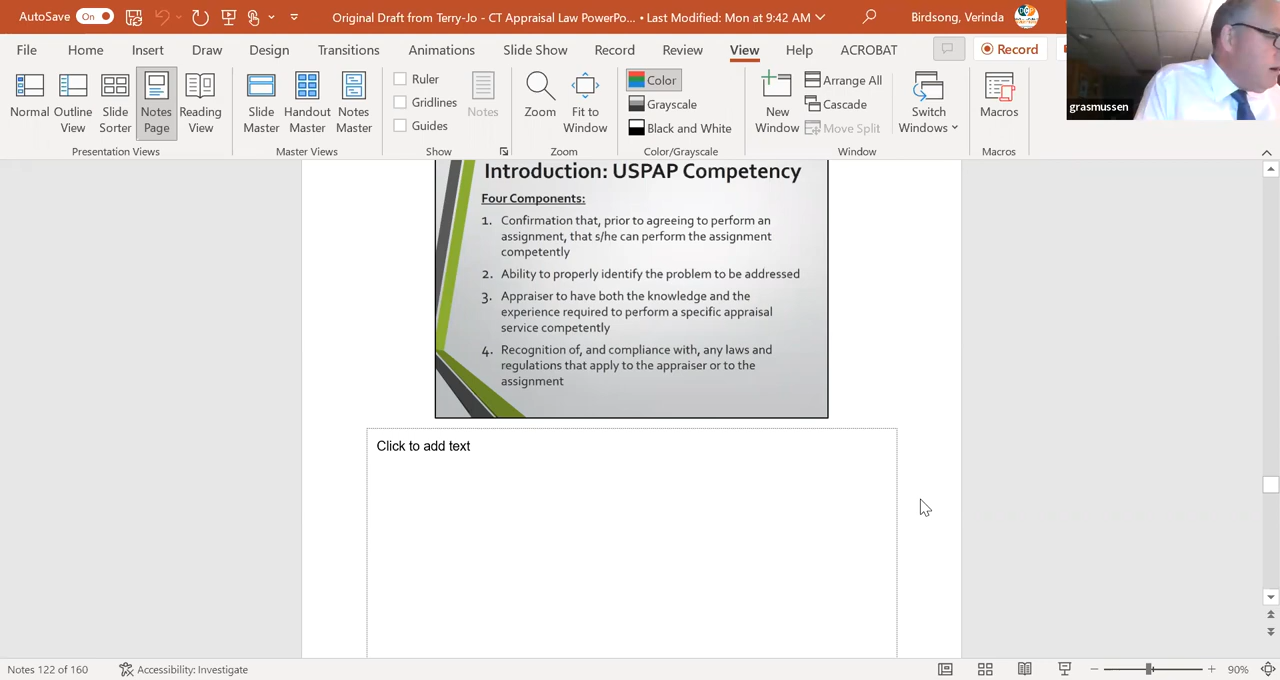 AutoSave On Original Draft from Terry-Jo - CT Appraisal Law PowerPo... • Last Modified: Mon at 9:42 AM Birdsong, Verinda
File Home Insert Draw Design Transitions Animations Slide Show Record Review View Help ACROBAT Record
Normal Outline View Slide Sorter Notes Page Reading View
Presentation Views
Slide Master Handout Master Notes Master
Master Views
Ruler
Gridlines
Guides
Notes
Show
Zoom Fit to Window
Zoom
Color
Grayscale
Black and White
Color/Grayscale
New Window
Arrange All
Cascade
Move Split
Switch Windows
Window
Macros
Macros
grasmussen
Introduction: USPAP Competency
Four Components:
1. Confirmation that, prior to agreeing to perform an
assignment, that s/he can perform the assignment
competently
2. Ability to properly identify the problem to be addressed
3. Appraiser to have both the knowledge and the
experience required to perform a specific appraisal
service competently
4. Recognition of, and compliance with, any laws and
regulations that apply to the appraiser or to the
assignment
Click to add text
Notes 122 of 160 Accessibility: Investigate 90%